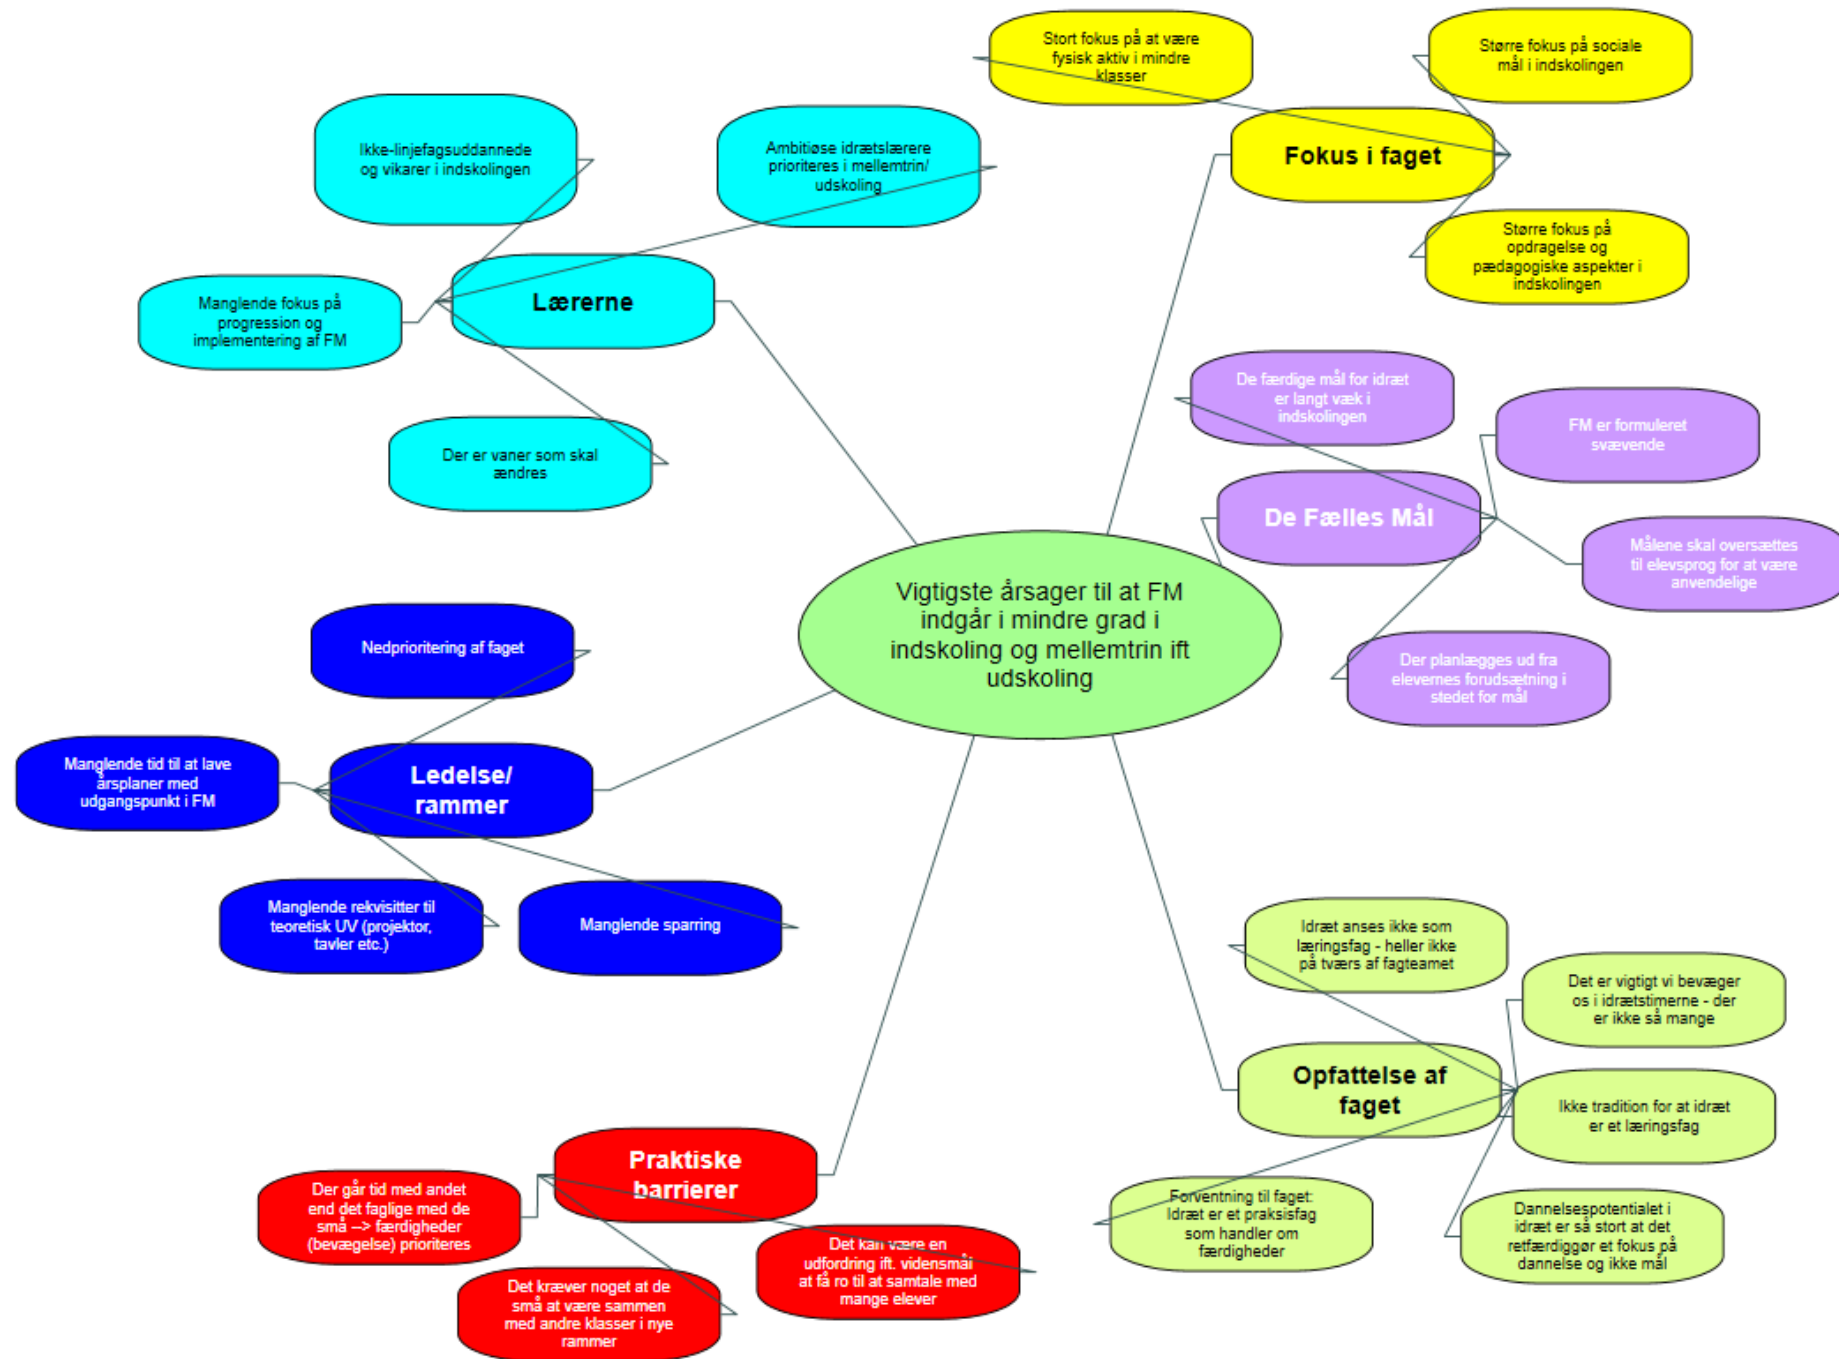 Stort fokus på at være
fysisk aktiv i mindre
klasser
Større fokus på sociale
mål i indskolingen
Fokus i faget
Større fokus på
opdragelse og
pædagogiske aspekter i
indskolingen
Ikke-linjefagsuddannede
og vikarer i indskolingen
Ambitiøse idrætslærere
prioriteres i mellemtrin/
udskoling
Lærerne
Manglende fokus på
progression og
implementering af FM
Der er vaner som skal
ændres
De færdige mål for idræt
er langt væk i
indskolingen
FM er formuleret
svævende
De Fælles Mål
Målene skal oversættes
til elevsprog for at være
anvendelige
Der planlægges ud fra
elevernes forudsætning i
stedet for mål
Vigtigste årsager til at FM
indgår i mindre grad i
indskoling og mellemtrin ift
udskoling
Nedprioritering af faget
Manglende tid til at lave
årsplaner med
udgangspunkt i FM
Ledelse/
rammer
Manglende rekvisitter til
teoretisk UV (projektor,
tavler etc.)
Manglende sparring
Idræt anses ikke som
læringsfag - heller ikke
på tværs af fagteamet
Det er vigtigt vi bevæger
os i idrætstimerne - der
er ikke så mange
Opfattelse af
faget
Ikke tradition for at idræt
er et læringsfag
Forventning til faget:
Idræt er et praksisfag
som handler om
færdigheder
Dannelsespotentialet i
idræt er så stort at det
retfærdiggør et fokus på
dannelse og ikke mål
Praktiske
barrierer
Der går tid med andet
end det faglige med de
små --> færdigheder
(bevægelse) prioriteres
Det kan være en
udfordring ift. vidensmål
at få ro til at samtale med
mange elever
Det kræver noget at de
små at være sammen
med andre klasser i nye
rammer